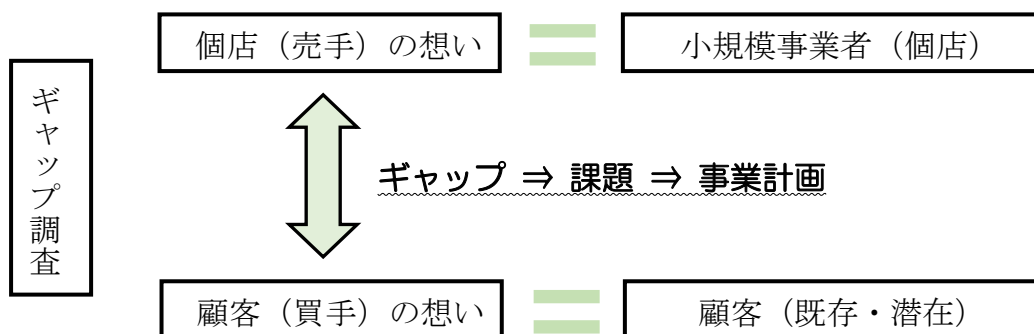 個店（売手）の想い
小規模事業者（個店）
ギャップ調査
ギャップ ⇒ 課題 ⇒ 事業計画
顧客（買手）の想い
顧客（既存・潜在）